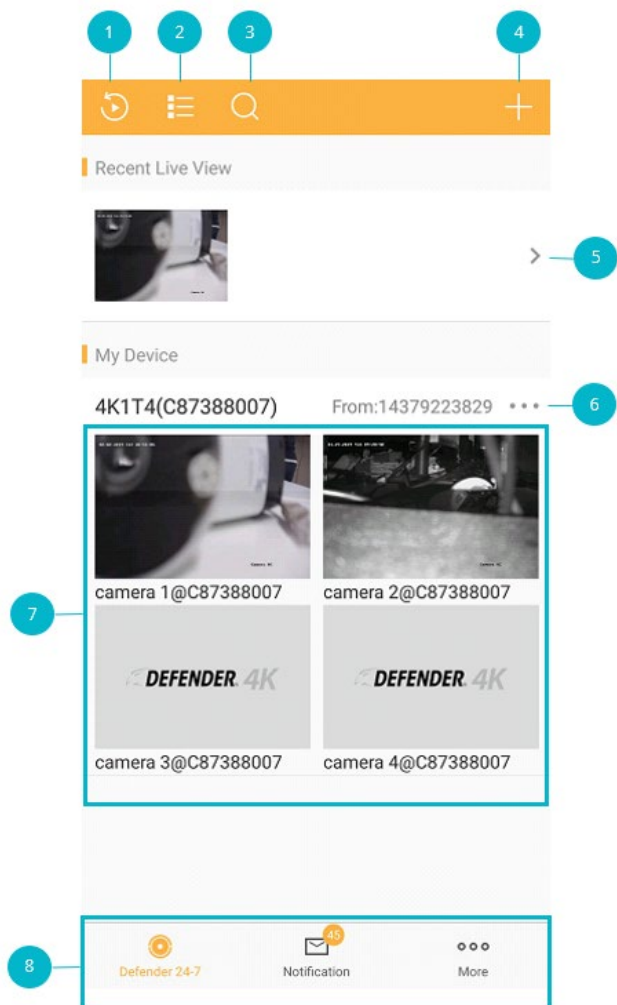 1
2
3
4
Recent Live View
5
My Device
4K1T4(C87388007)
From:14379223829
6
7
Camera 4K
camera 1@C87388007
camera 2@C87388007
DEFENDER 4K
DEFENDER 4K
camera 3@C87388007
camera 4@C87388007
8
45
Defender 24-7
Notification
More